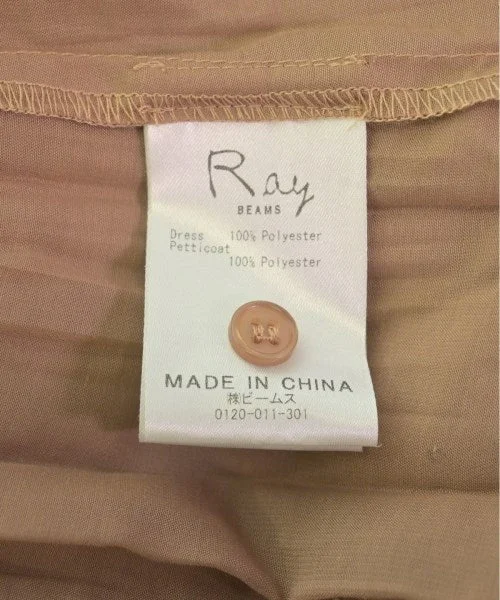 Ray
BEAMS
Dress 100% Polyester
Petticoat
100% Polyester
MADE IN CHINA
㈱ビームス
0120-011-301